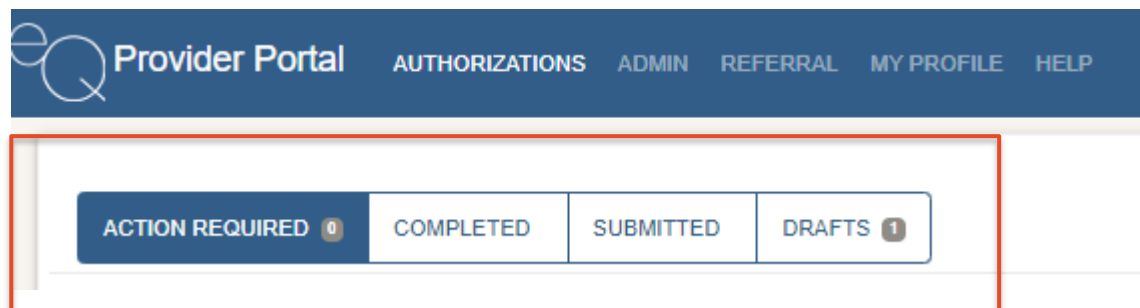 eQ Provider Portal AUTHORIZATIONS ADMIN REFERRAL MY PROFILE HELP
ACTION REQUIRED 0 COMPLETED SUBMITTED DRAFTS 1